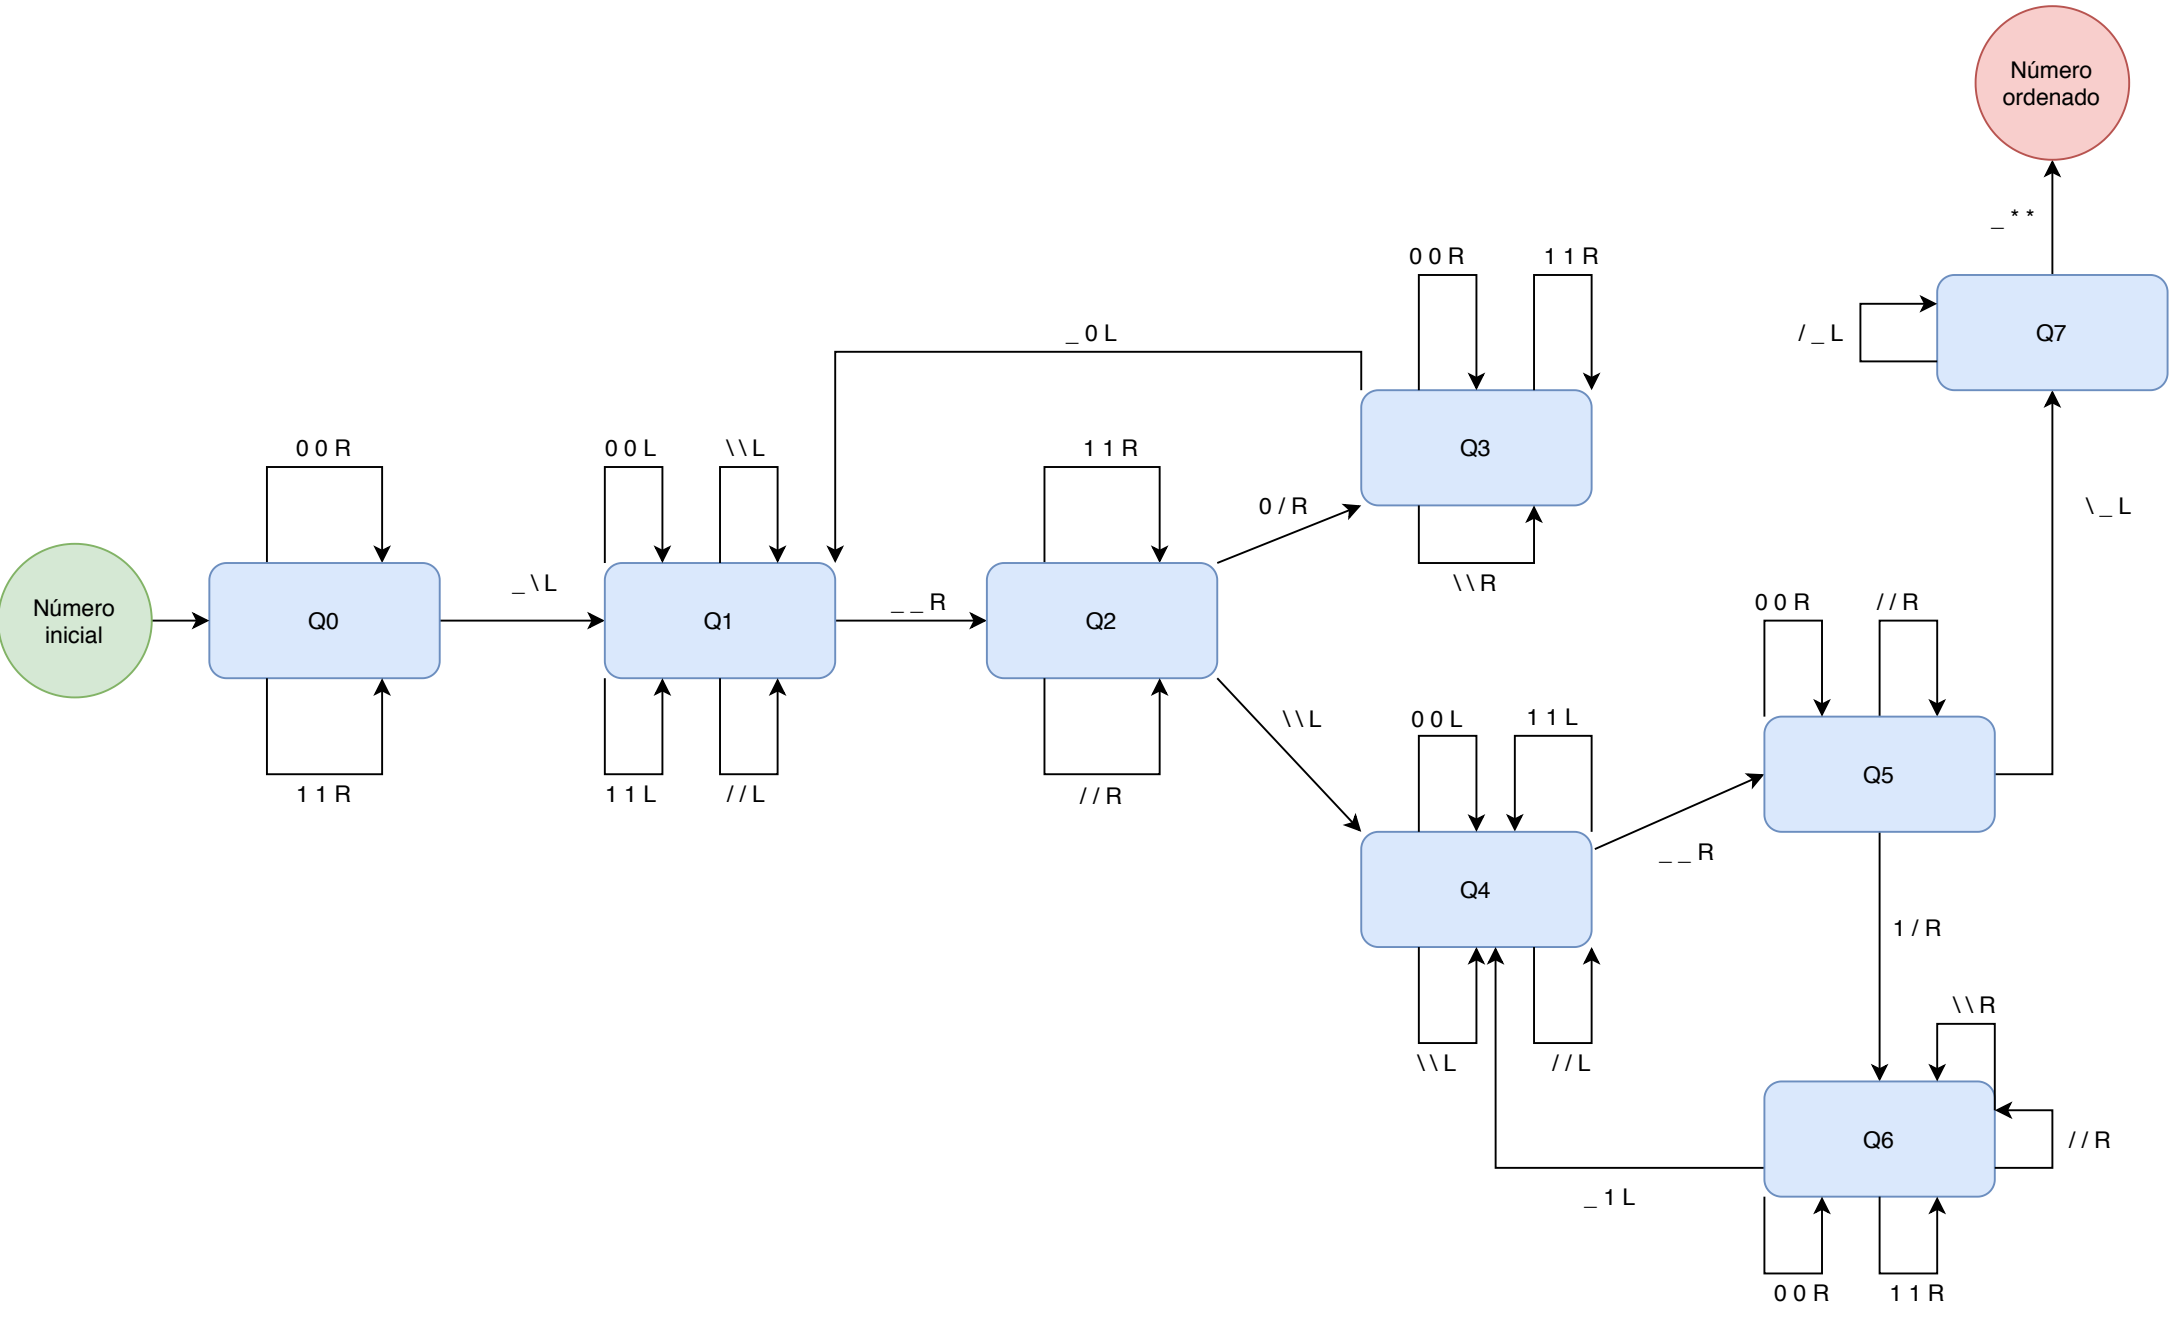 Número
ordenado
_ * *
0 0 R
1 1 R
_ 0 L
/ _ L
Q7
0 0 R
0 0 L
\ \ L
1 1 R
Q3
0 / R
\ _ L
_ \ L
\ \ R
_ _ R
0 0 R
/ / R
Número
inicial
Q0
Q1
Q2
\ \ L
0 0 L
1 1 L
1 1 R
1 1 L
/ / L
/ / R
Q5
_ _ R
Q4
1 / R
\ \ R
\ \ L
/ / L
Q6
/ / R
_ 1 L
0 0 R
1 1 R